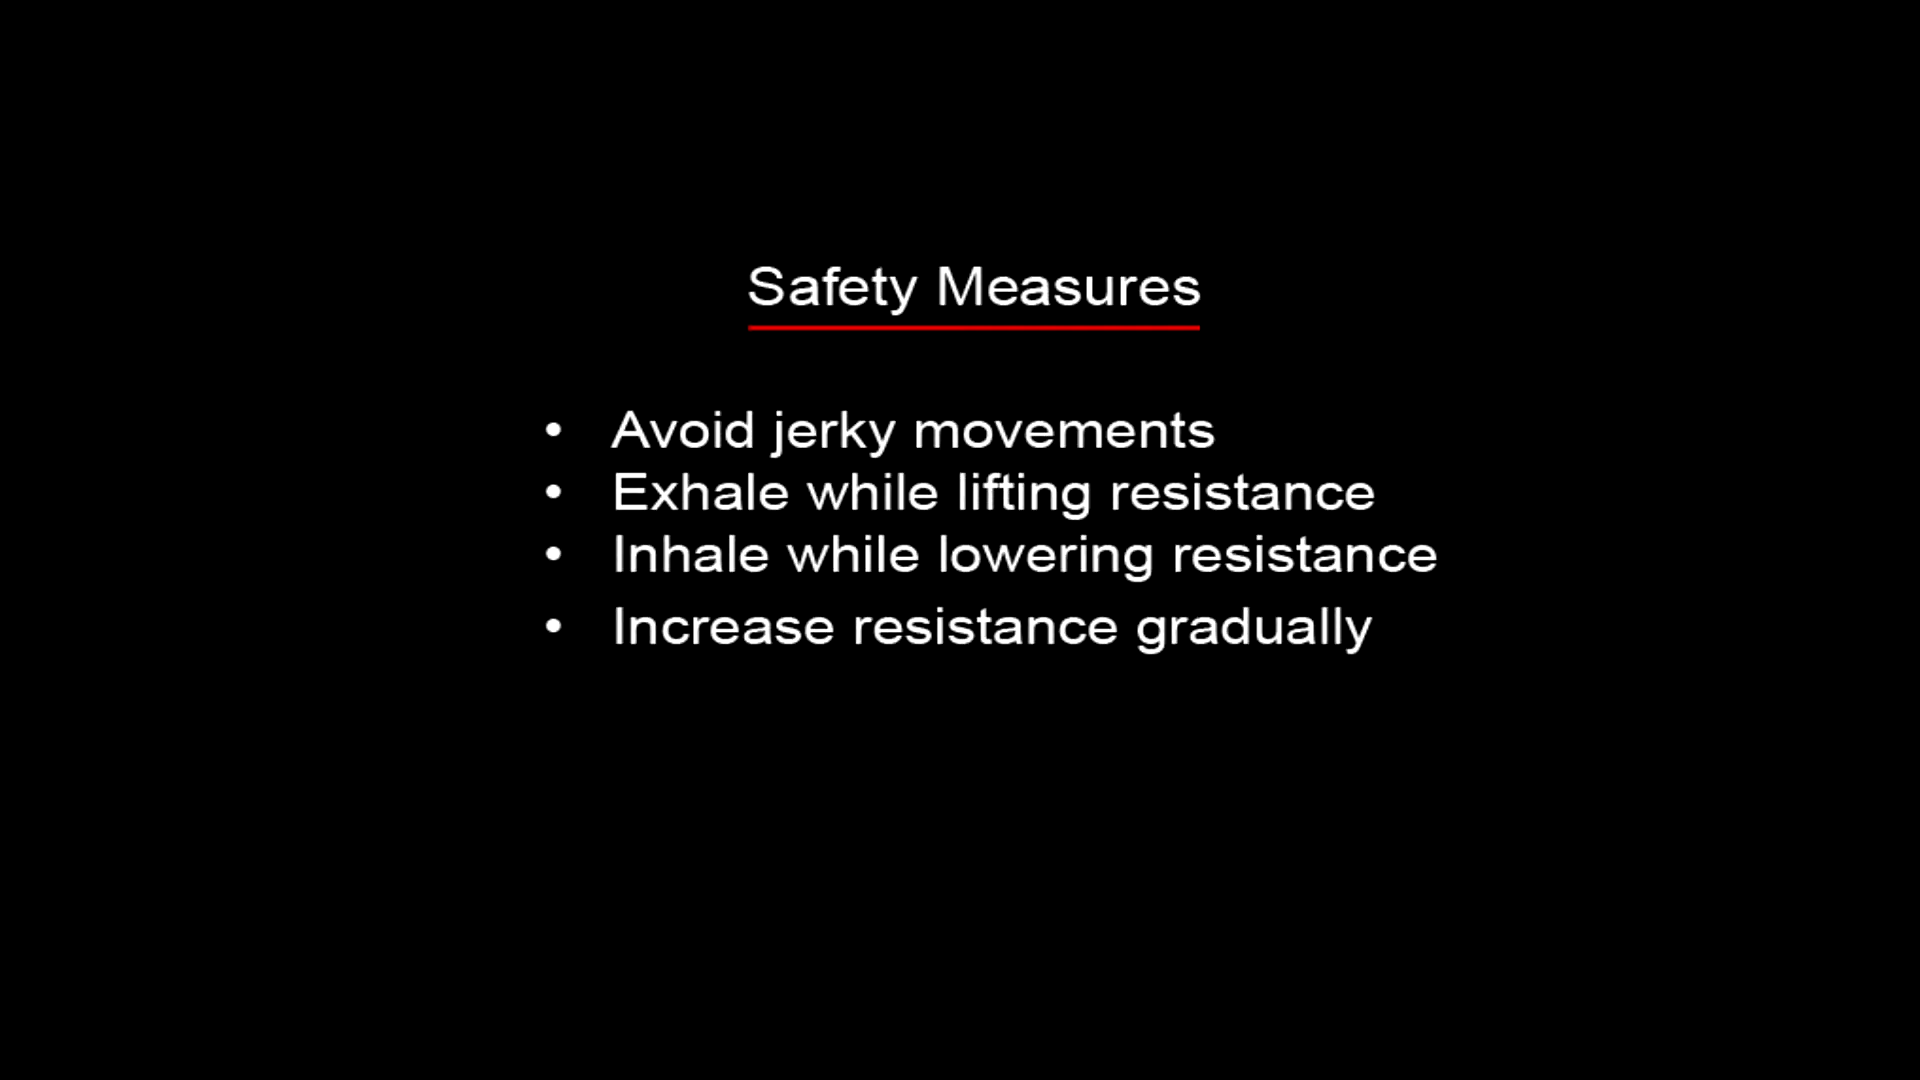 Safety Measures
• Avoid jerky movements
• Exhale while lifting resistance
• Inhale while lowering resistance
• Increase resistance gradually